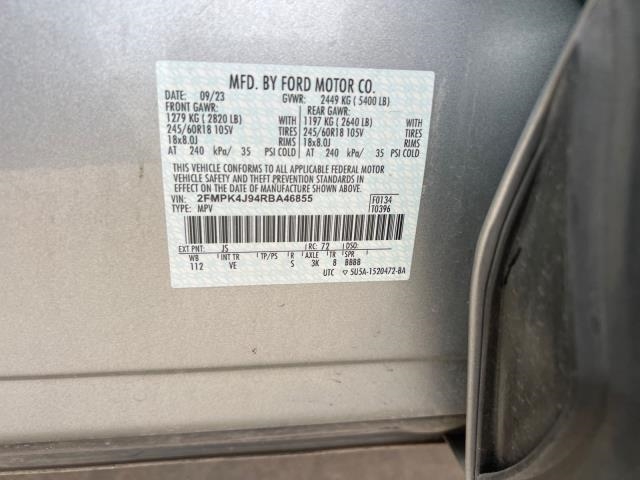 MFD. BY FORD MOTOR CO.
DATE: 09/23 GVWR: 2449 KG ( 5400 LB)
FRONT GAWR: REAR GAWR:
1279 KG ( 2820 LB) WITH 1197 KG ( 2640 LB) WITH
245/60R18 105V TIRES 245/60R18 105V TIRES
18x8.0J RIMS 18x8.0J RIMS
AT 240 kPa/ 35 PSI COLD AT 240 kPa/ 35 PSI COLD
THIS VEHICLE CONFORMS TO ALL APPLICABLE FEDERAL MOTOR
VEHICLE SAFETY AND THEFT PREVENTION STANDARDS IN
EFFECT ON THE DATE OF MANUFACTURE SHOWN ABOVE.
VIN: 2FMPK4J94RBA46855 F0134
TYPE: MPV T0396
EXT PNT: JS RC: 72 DSO:
WB INT TR TP/PS R AXLE TR SPR
112 VE S 3K 8 BBBB
UTC ▽ 5U5A-1520472-BA